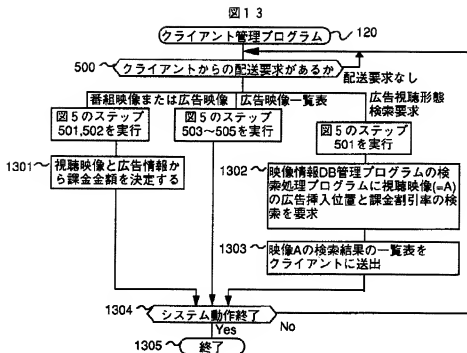 図13
クライアント管理プログラム
120
500
クライアントからの配送要求があるか
配送要求なし
番組映像または広告映像
広告映像一覧表
広告視聴形態
検索要求
図5のステップ
501,502を実行
図5のステップ
503~505を実行
図5のステップ
501を実行
1301
視聴映像と広告情報か
ら課金金額を決定する
1302
映像情報DB管理プログラムの検
索処理プログラムに視聴映像(=A)
の広告挿入位置と課金割引率の検
索を要求
1303
映像Aの検索結果の一覧表を
クライアントに送出
1304
システム動作終了
No
Yes
1305
終了